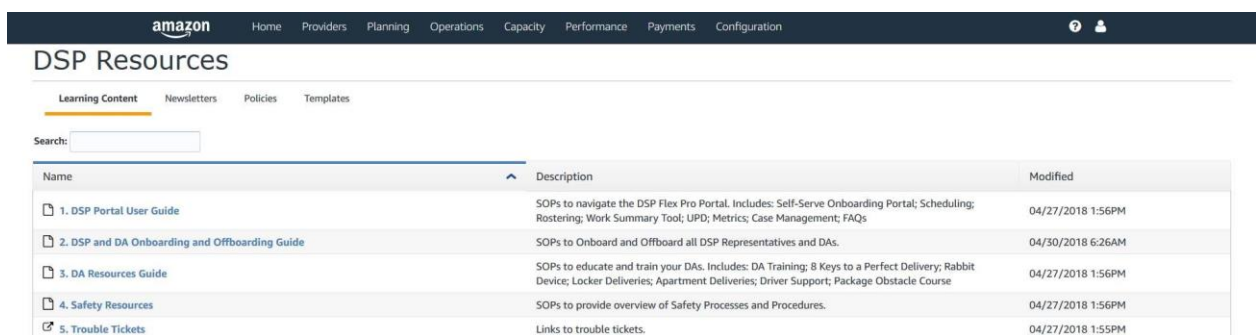 amazon Home Providers Planning Operations Capacity Performance Payments Configuration
DSP Resources
Learning Content Newsletters Policies Templates
Search:
Name Description Modified
1. DSP Portal User Guide SOPs to navigate the DSP Flex Pro Portal. Includes: Self-Serve Onboarding Portal; Scheduling; 04/27/2018 1:56PM
Rostering; Work Summary Tool; UPD; Metrics; Case Management; FAQs
2. DSP and DA Onboarding and Offboarding Guide SOPs to Onboard and Offboard all DSP Representatives and DAs. 04/30/2018 6:26AM
3. DA Resources Guide SOPs to educate and train your DAs. Includes: DA Training; 8 Keys to a Perfect Delivery; Rabbit 04/27/2018 1:56PM
Device; Locker Deliveries; Apartment Deliveries; Driver Support; Package Obstacle Course
4. Safety Resources SOPs to provide overview of Safety Processes and Procedures. 04/27/2018 1:56PM
5. Trouble Tickets Links to trouble tickets. 04/27/2018 1:55PM